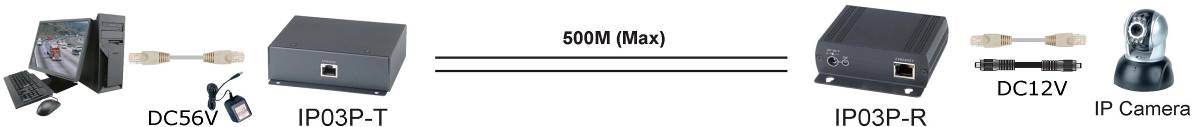 500M (Max)
DC56V
IP03P-T
IP03P-R
DC12V
IP Camera